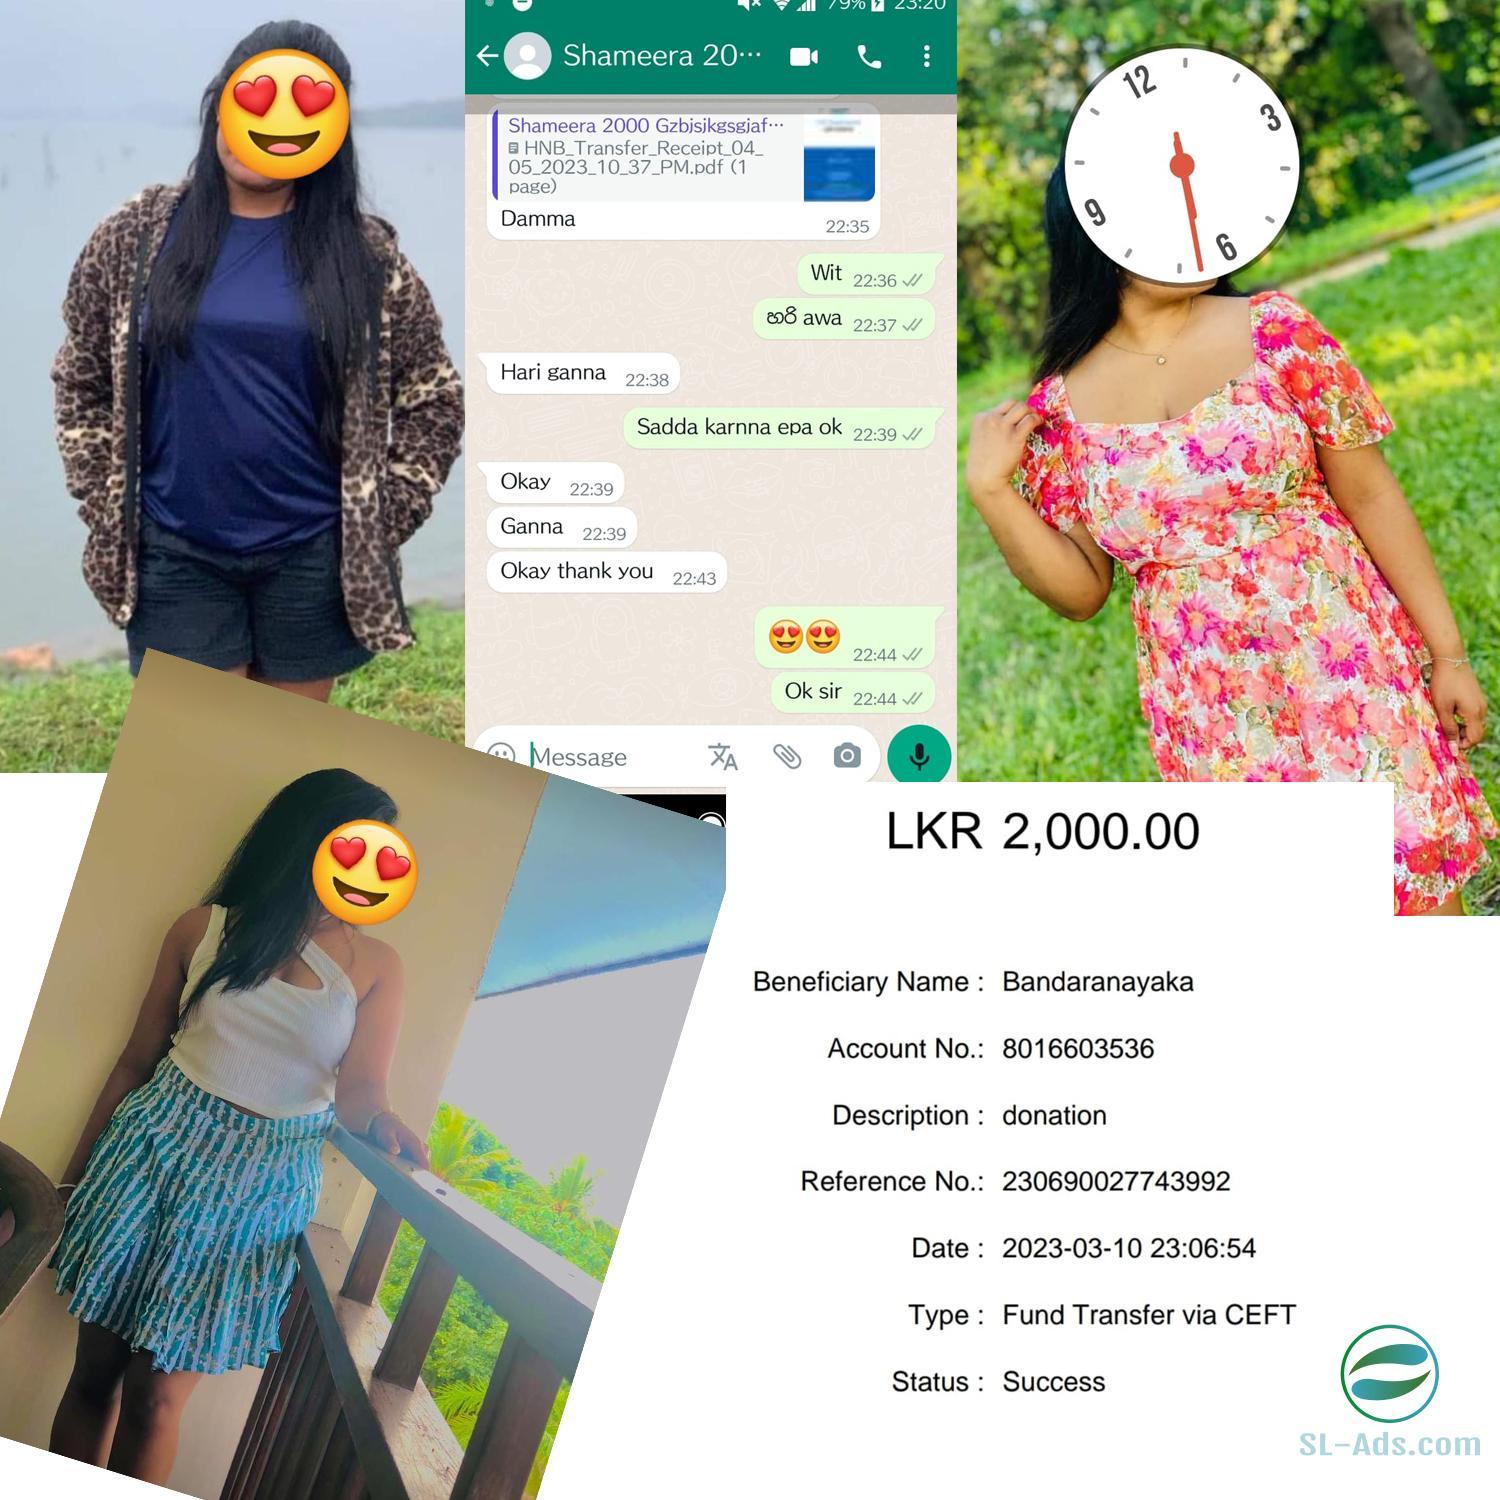 79% 23:20
Shameera 20…
Shameera 2000 Gzbjsikgsgjaf…
HNB_Transfer_Receipt_04_
05_2023_10_37_PM.pdf (1
page)
Damma 22:35
Wit 22:36
හරි awa 22:37
Hari ganna 22:38
Sadda karnna epa ok 22:39
Okay 22:39
Ganna 22:39
Okay thank you 22:43
😍😍 22:44
Ok sir 22:44
Message
12
3
9
6
LKR 2,000.00
Beneficiary Name : Bandaranayaka
Account No.: 8016603536
Description : donation
Reference No.: 230690027743992
Date : 2023-03-10 23:06:54
Type : Fund Transfer via CEFT
Status : Success
SL-Ads.com